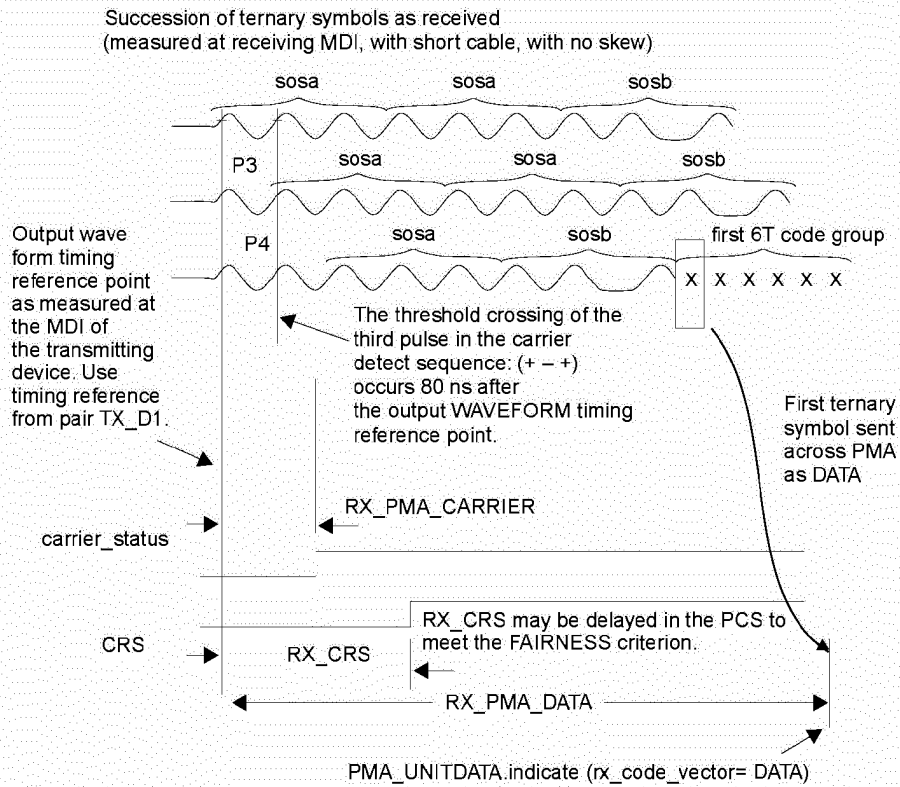 Succession of ternary symbols as received
(measured at receiving MDI, with short cable, with no skew)
sosa sosa sosb
P3
sosa sosa sosb
P4
sosa sosb first 6T code group
X X X X X X
Output wave
form timing
reference point
as measured at
the MDI of
the transmitting
device. Use
timing reference
from pair TX_D1.
The threshold crossing of the
third pulse in the carrier
detect sequence: (+ – +)
occurs 80 ns after
the output WAVEFORM timing
reference point.
First ternary
symbol sent
across PMA
as DATA
RX_PMA_CARRIER
carrier_status
RX_CRS may be delayed in the PCS to
meet the FAIRNESS criterion.
CRS
RX_CRS
RX_PMA_DATA
PMA_UNITDATA.indicate (rx_code_vector= DATA)